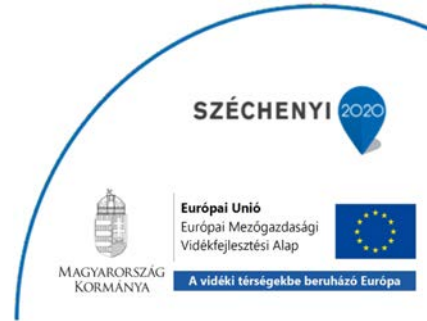 SZÉCHENYI 2020
Európai Unió
Európai Mezőgazdasági
Vidékfejlesztési Alap
MAGYARORSZÁG
KORMÁNYA
A vidéki térségekbe beruházó Európa